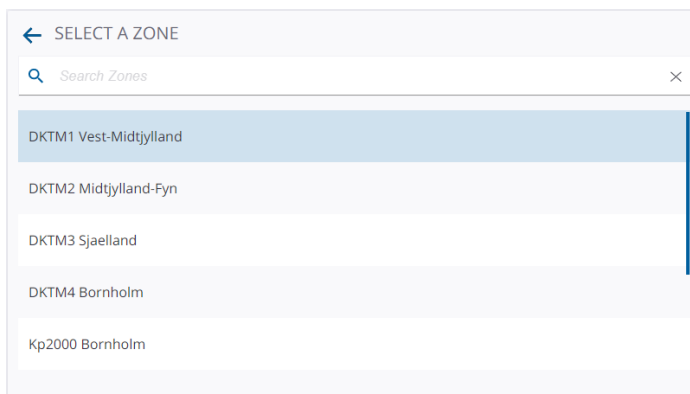 SELECT A ZONE
Search Zones
DKTM1 Vest-Midtjylland
DKTM2 Midtjylland-Fyn
DKTM3 Sjaelland
DKTM4 Bornholm
Kp2000 Bornholm